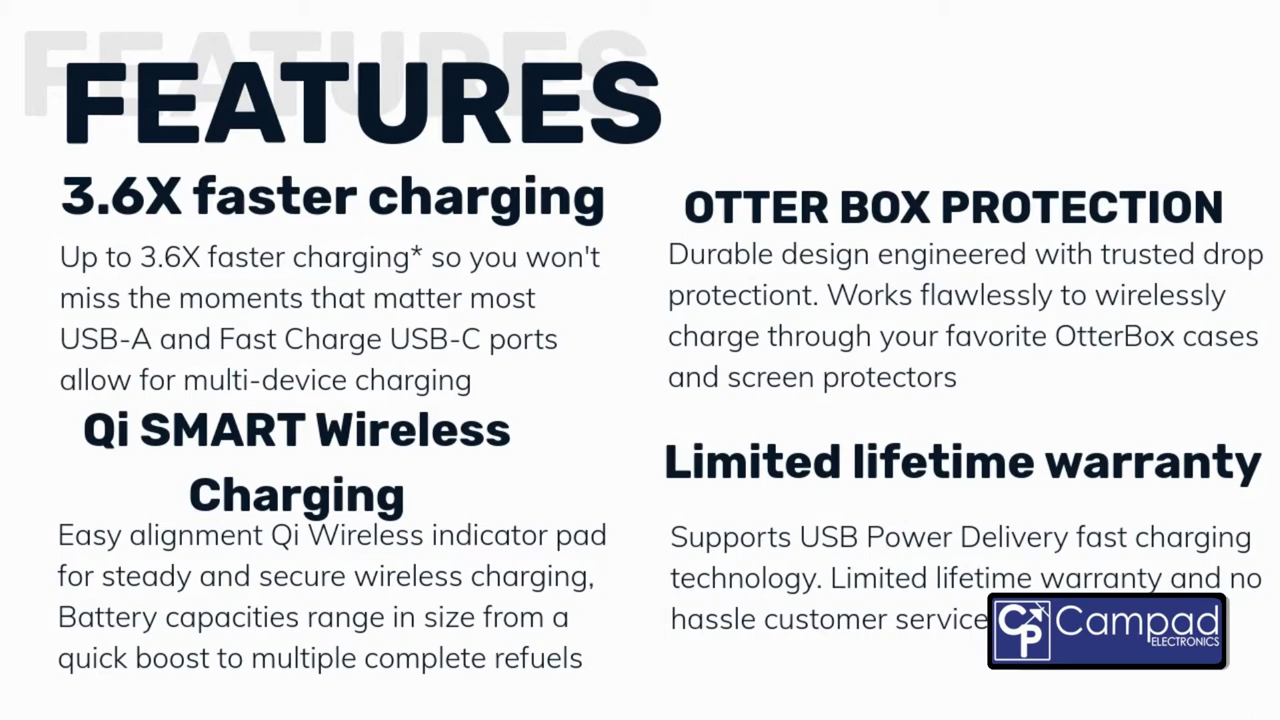 FEATURES
FEATURES
3.6X faster charging
Up to 3.6X faster charging* so you won't
miss the moments that matter most
USB-A and Fast Charge USB-C ports
allow for multi-device charging
Qi SMART Wireless
Charging
Easy alignment Qi Wireless indicator pad
for steady and secure wireless charging,
Battery capacities range in size from a
quick boost to multiple complete refuels
OTTER BOX PROTECTION
Durable design engineered with trusted drop
protectiont. Works flawlessly to wirelessly
charge through your favorite OtterBox cases
and screen protectors
Limited lifetime warranty
Supports USB Power Delivery fast charging
technology. Limited lifetime warranty and no
hassle customer service
CP Campad
ELECTRONICS